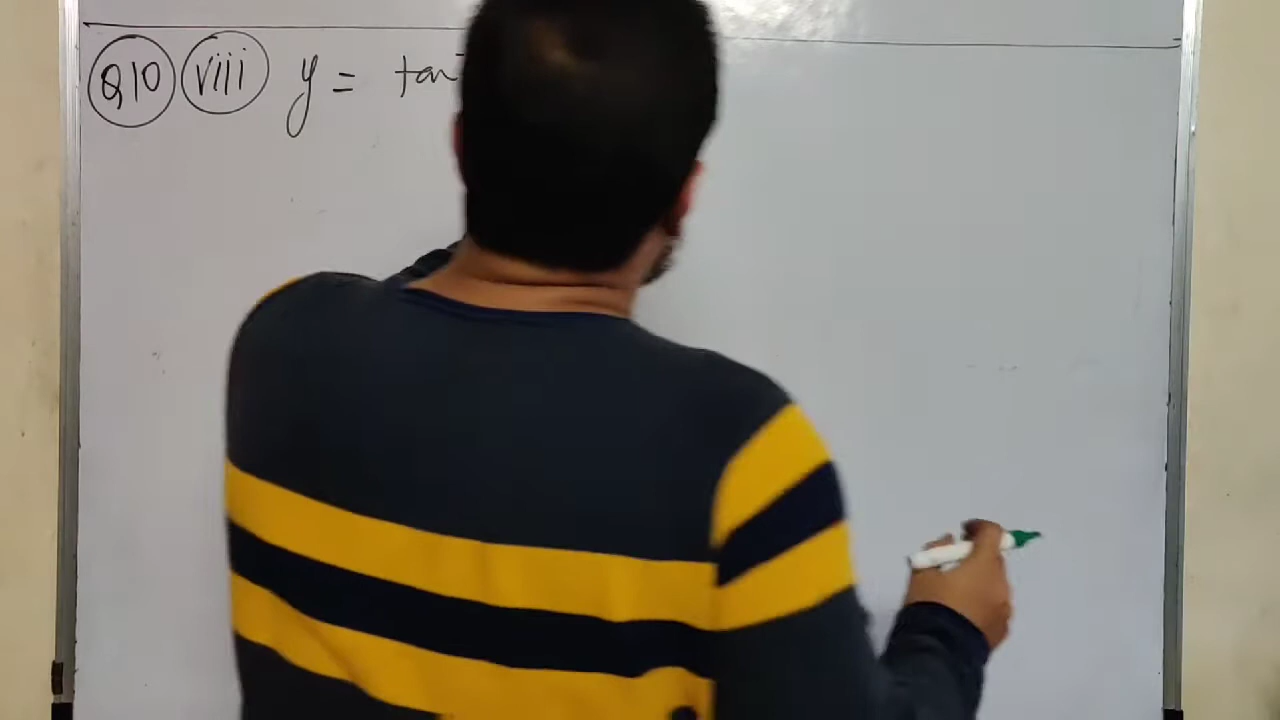 Q10 viii y = tan⁻